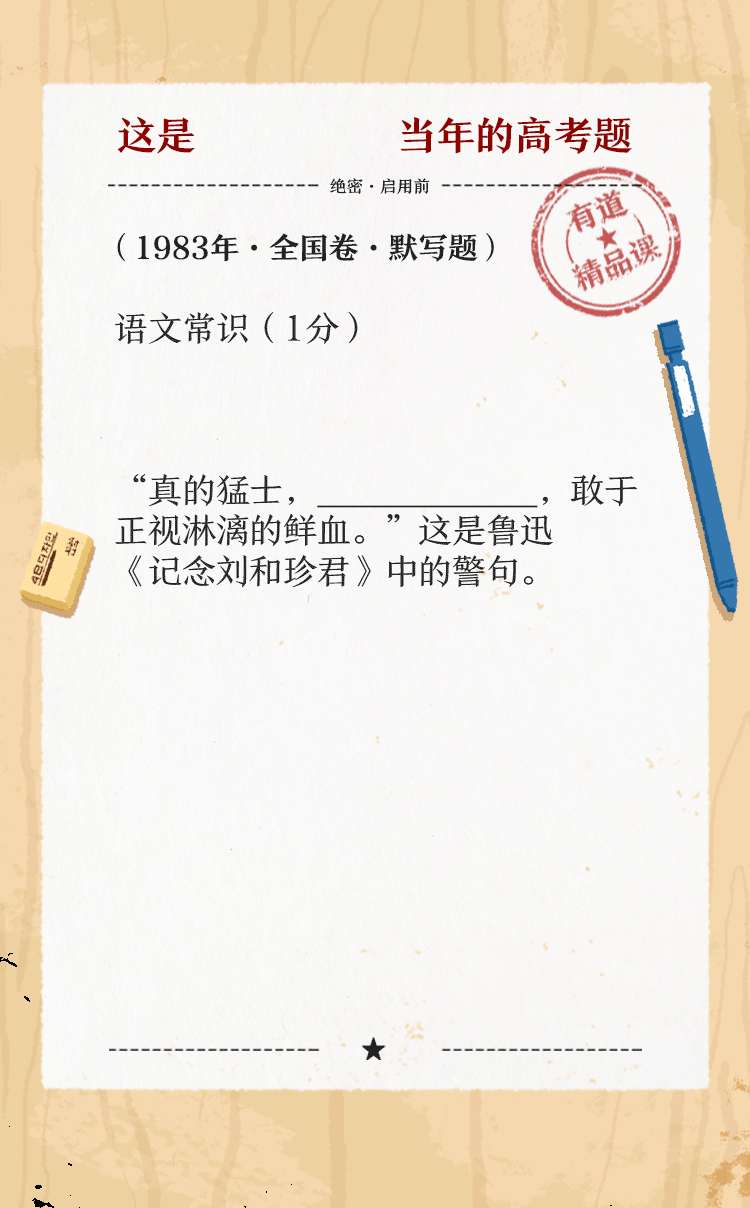 这是 当年的高考题
绝密·启用前
有道
精品课
（1983年·全国卷·默写题）
语文常识（1分）
“真的猛士，_____________，敢于
正视淋漓的鲜血。”这是鲁迅
《记念刘和珍君》中的警句。